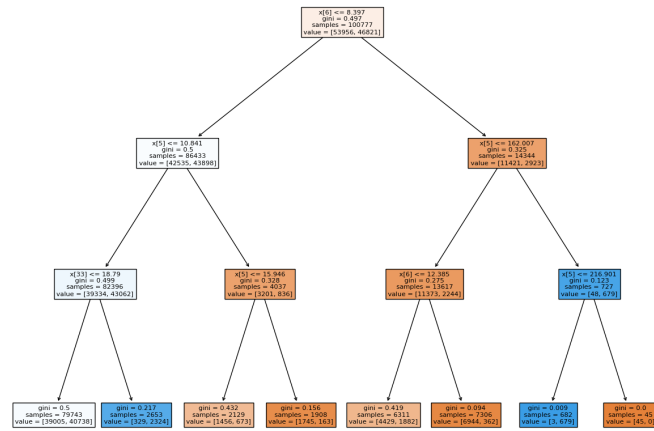 x[6] <= 8.397
gini = 0.497
samples = 100777
value = [53956, 46821]
x[5] <= 10.841
gini = 0.5
samples = 86433
value = [42535, 43898]
x[5] <= 162.007
gini = 0.325
samples = 14344
value = [11421, 2923]
x[33] <= 18.79
gini = 0.499
samples = 82396
value = [39334, 43062]
x[5] <= 15.946
gini = 0.328
samples = 4037
value = [3201, 836]
x[6] <= 12.385
gini = 0.275
samples = 13617
value = [11373, 2244]
x[5] <= 216.901
gini = 0.123
samples = 727
value = [48, 679]
gini = 0.5
samples = 79743
value = [39005, 40738]
gini = 0.217
samples = 2653
value = [329, 2324]
gini = 0.432
samples = 2129
value = [1456, 673]
gini = 0.156
samples = 1908
value = [1745, 163]
gini = 0.419
samples = 6311
value = [4429, 1882]
gini = 0.094
samples = 7306
value = [6944, 362]
gini = 0.009
samples = 682
value = [3, 679]
gini = 0.0
samples = 45
value = [45, 0]